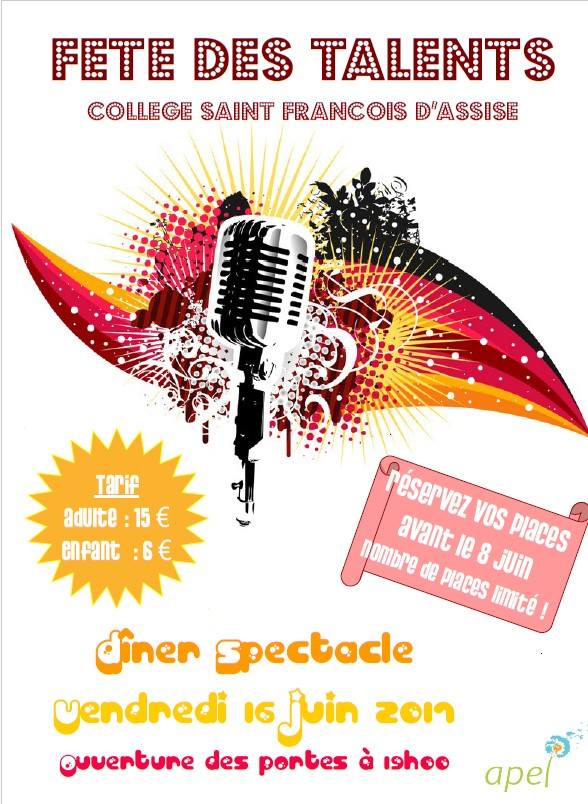 FETE DES TALENTS
COLLEGE SAINT FRANCOIS D'ASSISE
Tarif
adulte : 15 €
enfant : 6 €
réservez vos places
avant le 8 juin
nombre de places limité !
dîner spectacle
vendredi 16 juin 2017
ouverture des portes à 19h00
apel